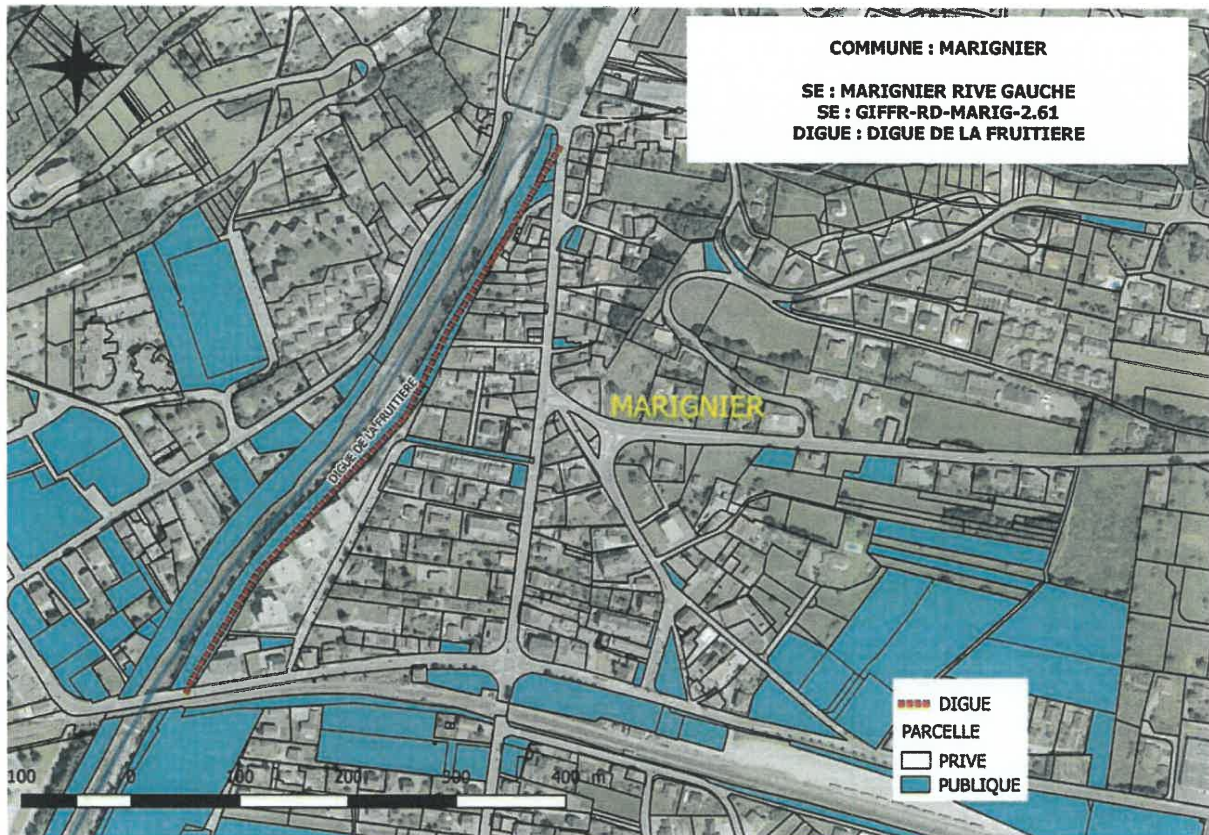 COMMUNE : MARIGNIER
SE : MARIGNIER RIVE GAUCHE
SE : GIFFR-RD-MARIG-2.61
DIGUE : DIGUE DE LA FRUITIERE
DIGUE DE LA FRUITIÈRE
MARIGNIER
DIGUE
PARCELLE
PRIVE
PUBLIQUE
100 0 100 200 300 400 m